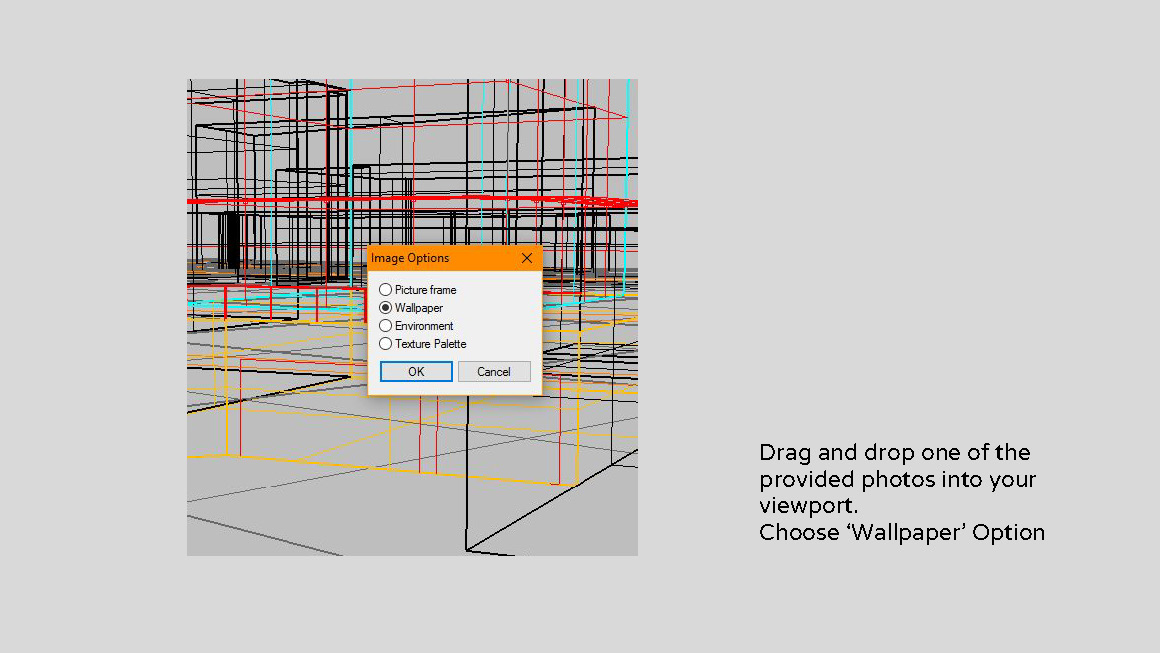 Image Options
Picture frame
Wallpaper
Environment
Texture Palette
OK Cancel
Drag and drop one of the
provided photos into your
viewport.
Choose ‘Wallpaper’ Option